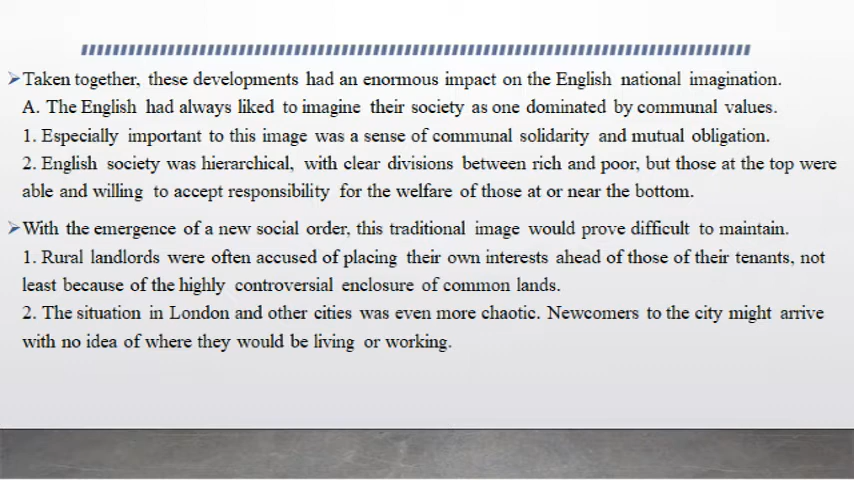 ➢Taken together, these developments had an enormous impact on the English national imagination.
A. The English had always liked to imagine their society as one dominated by communal values.
1. Especially important to this image was a sense of communal solidarity and mutual obligation.
2. English society was hierarchical, with clear divisions between rich and poor, but those at the top were
able and willing to accept responsibility for the welfare of those at or near the bottom.
➢With the emergence of a new social order, this traditional image would prove difficult to maintain.
1. Rural landlords were often accused of placing their own interests ahead of those of their tenants, not
least because of the highly controversial enclosure of common lands.
2. The situation in London and other cities was even more chaotic. Newcomers to the city might arrive
with no idea of where they would be living or working.